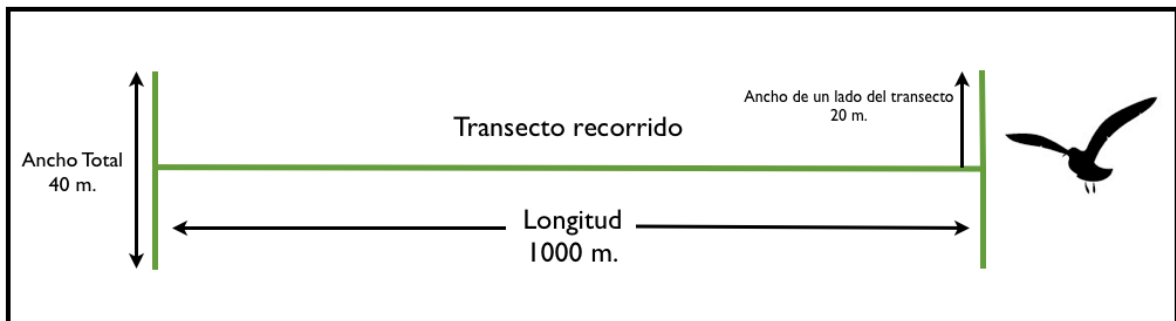 Ancho Total
40 m.
Transecto recorrido
Ancho de un lado del transecto
20 m.
Longitud
1000 m.